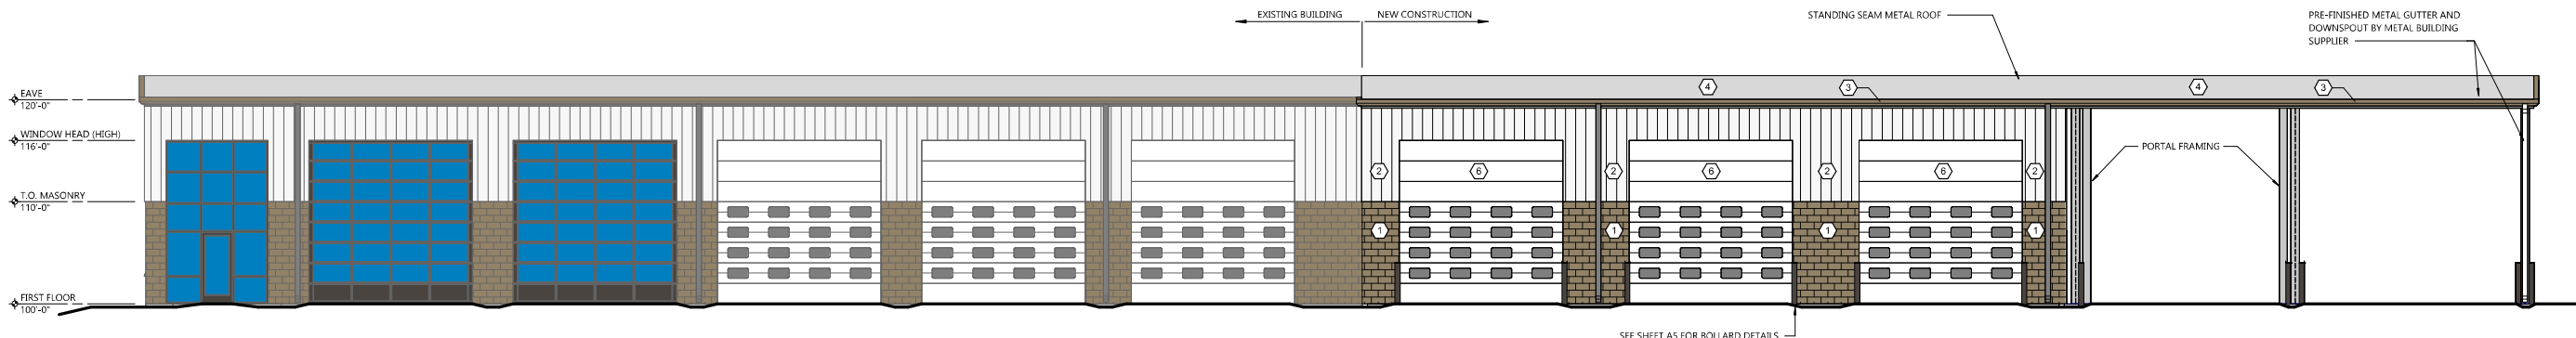 EXISTING BUILDING
NEW CONSTRUCTION
STANDING SEAM METAL ROOF
PRE-FINISHED METAL GUTTER AND
DOWNSPOUT BY METAL BUILDING
SUPPLIER
EAVE
120'-0"
4
3
4
3
WINDOW HEAD (HIGH)
116'-0"
PORTAL FRAMING
2
6
2
6
2
6
2
T.O. MASONRY
110'-0"
1
1
1
1
FIRST FLOOR
100'-0"
SEE SHEET A5 FOR BOLLARD DETAILS